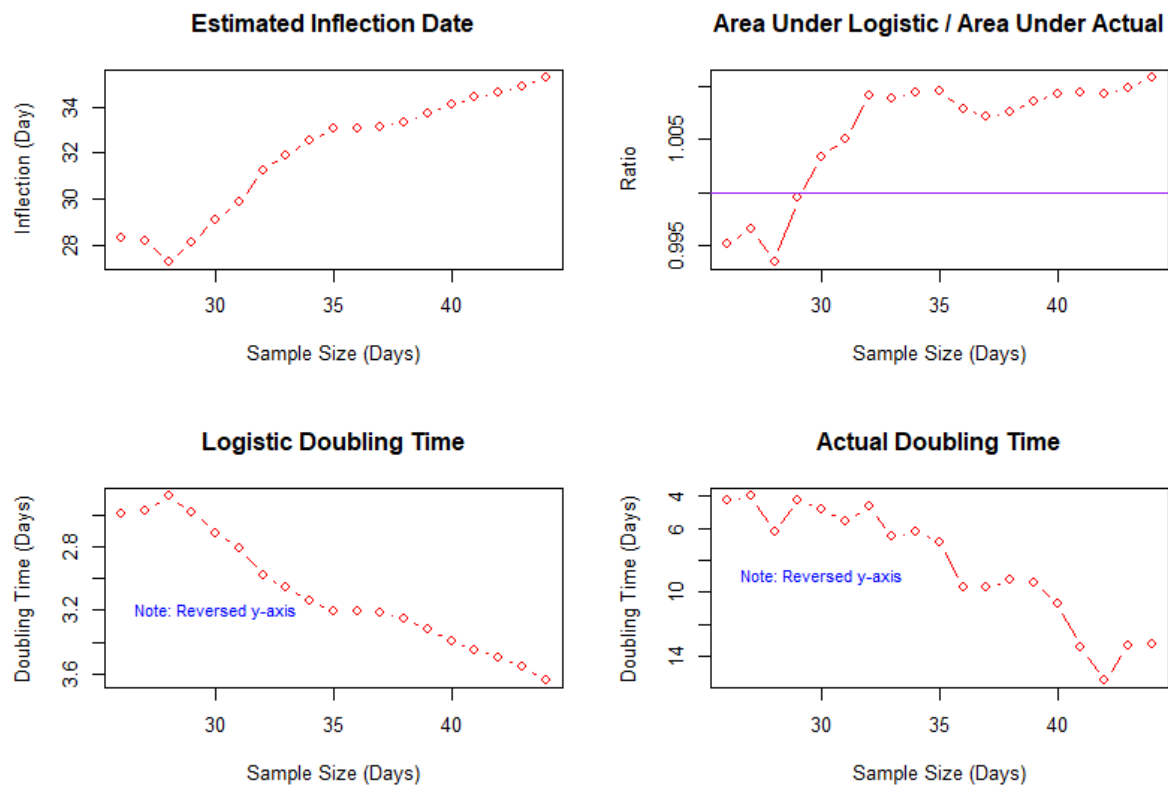 Estimated Inflection Date
Inflection (Day)
34
32
30
28
30 35 40
Sample Size (Days)
Area Under Logistic / Area Under Actual
Ratio
1.005
0.995
30 35 40
Sample Size (Days)
Logistic Doubling Time
Doubling Time (Days)
2.8
3.2
3.6
Note: Reversed y-axis
30 35 40
Sample Size (Days)
Actual Doubling Time
Doubling Time (Days)
4
6
10
14
Note: Reversed y-axis
30 35 40
Sample Size (Days)